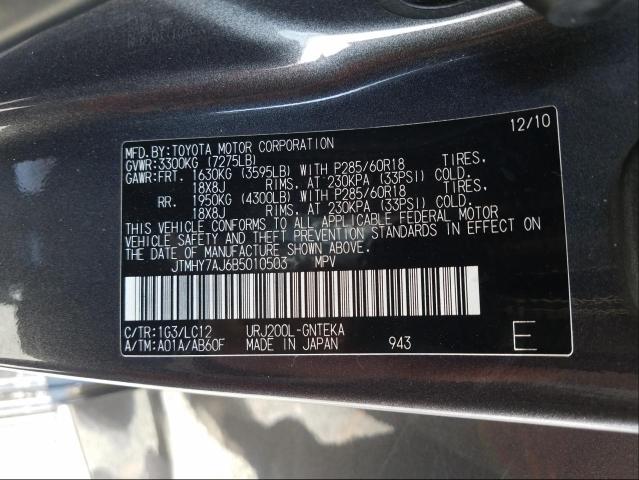 12/10
MFD.BY:TOYOTA MOTOR CORPORATION
GVWR:3300KG (7275LB)
GAWR:FRT. 1630KG (3595LB) WITH P285/60R18 TIRES,
18X8J RIMS, AT 230KPA (33PSI) COLD.
RR. 1950KG (4300LB) WITH P285/60R18 TIRES,
18X8J RIMS, AT 230KPA (33PSI) COLD.
THIS VEHICLE CONFORMS TO ALL APPLICABLE FEDERAL MOTOR
VEHICLE SAFETY AND THEFT PREVENTION STANDARDS IN EFFECT ON
THE DATE OF MANUFACTURE SHOWN ABOVE.
JTMHY7AJ6B5010503 MPV
C/TR:1G3/LC12 URJ200L-GNTEKA
A/TM:A01A/AB60F MADE IN JAPAN 943 E